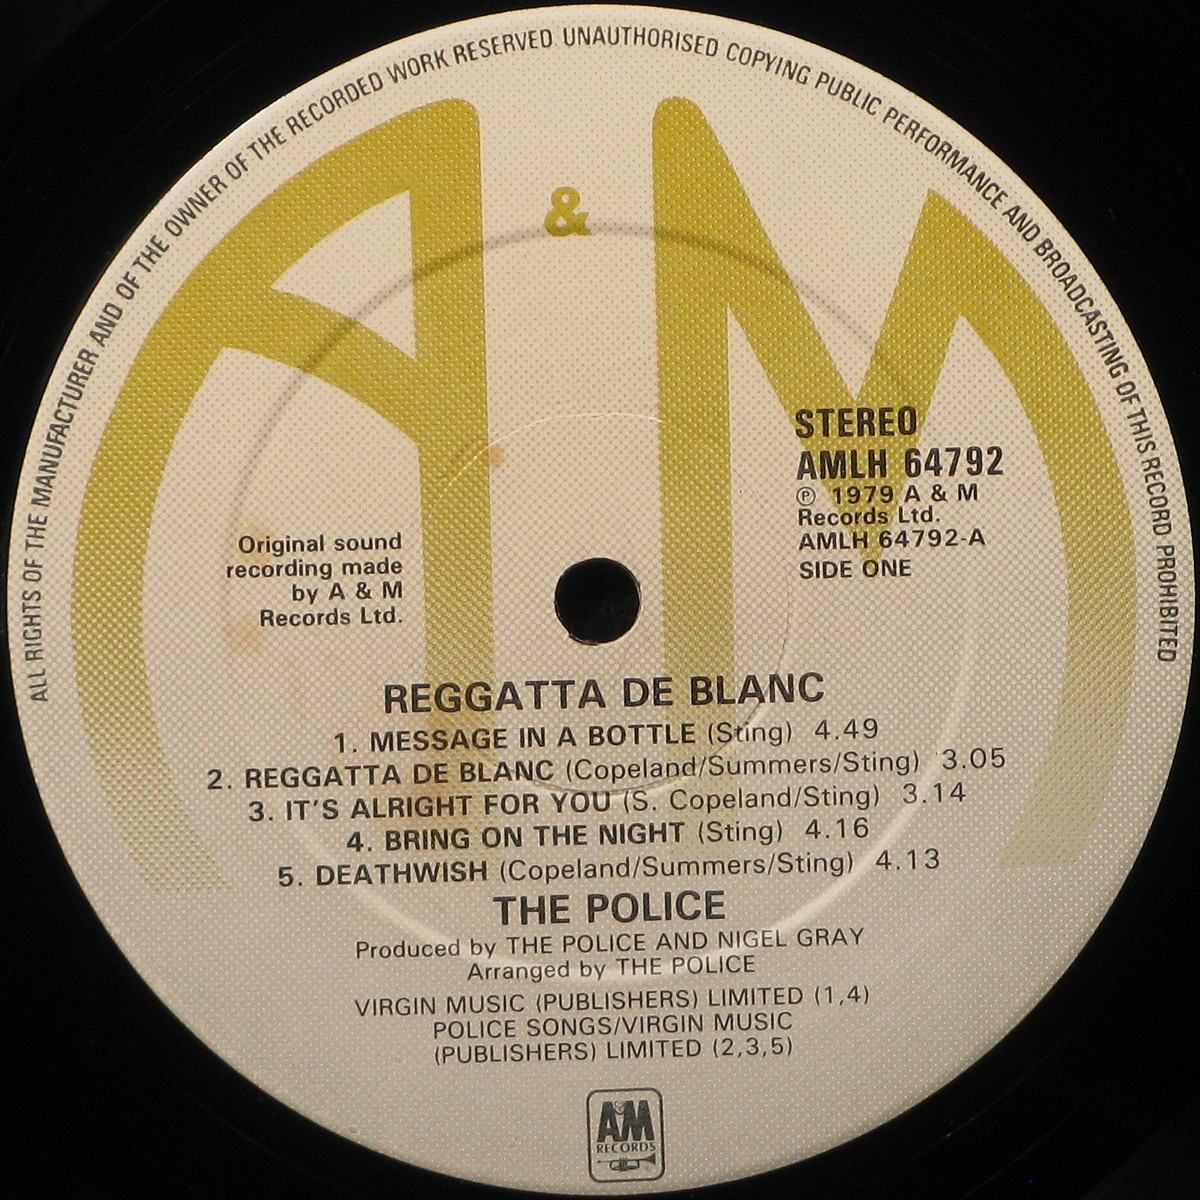 ALL RIGHTS OF THE MANUFACTURER AND OF THE OWNER OF THE RECORDED WORK RESERVED UNAUTHORISED COPYING PUBLIC PERFORMANCE AND BROADCASTING OF THIS RECORD PROHIBITED
A & M
STEREO
AMLH 64792
℗ 1979 A & M
Records Ltd.
AMLH 64792-A
SIDE ONE
Original sound
recording made
by A & M
Records Ltd.
REGGATTA DE BLANC
1. MESSAGE IN A BOTTLE (Sting) 4.49
2. REGGATTA DE BLANC (Copeland/Summers/Sting) 3.05
3. IT'S ALRIGHT FOR YOU (S. Copeland/Sting) 3.14
4. BRING ON THE NIGHT (Sting) 4.16
5. DEATHWISH (Copeland/Summers/Sting) 4.13
THE POLICE
Produced by THE POLICE AND NIGEL GRAY
Arranged by THE POLICE
VIRGIN MUSIC (PUBLISHERS) LIMITED (1,4)
POLICE SONGS/VIRGIN MUSIC
(PUBLISHERS) LIMITED (2,3,5)
A&M
RECORDS